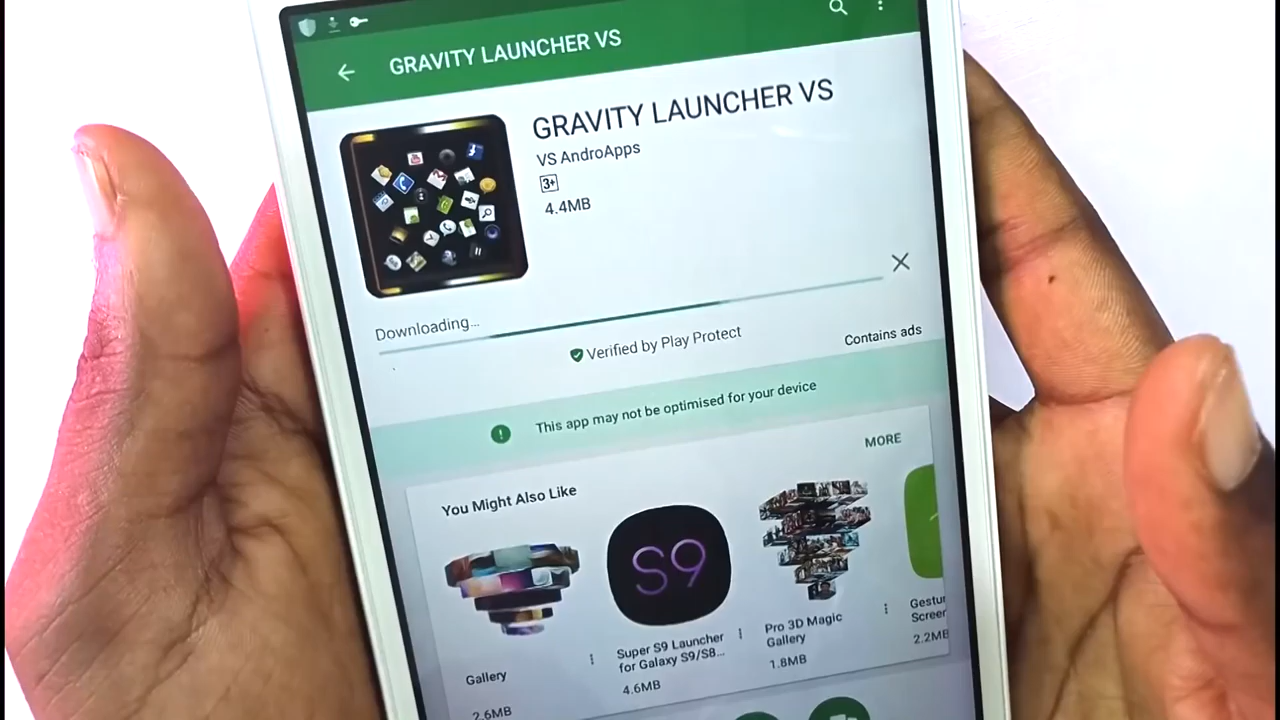 GRAVITY LAUNCHER VS
GRAVITY LAUNCHER VS
VS AndroApps
3+
4.4MB
Downloading...
Verified by Play Protect
Contains ads
This app may not be optimised for your device
MORE
You Might Also Like
S9
Gallery
2.6MB
Super S9 Launcher
for Galaxy S9/S8...
4.6MB
Pro 3D Magic
Gallery
1.8MB
Gestu
Screen
2.2MB